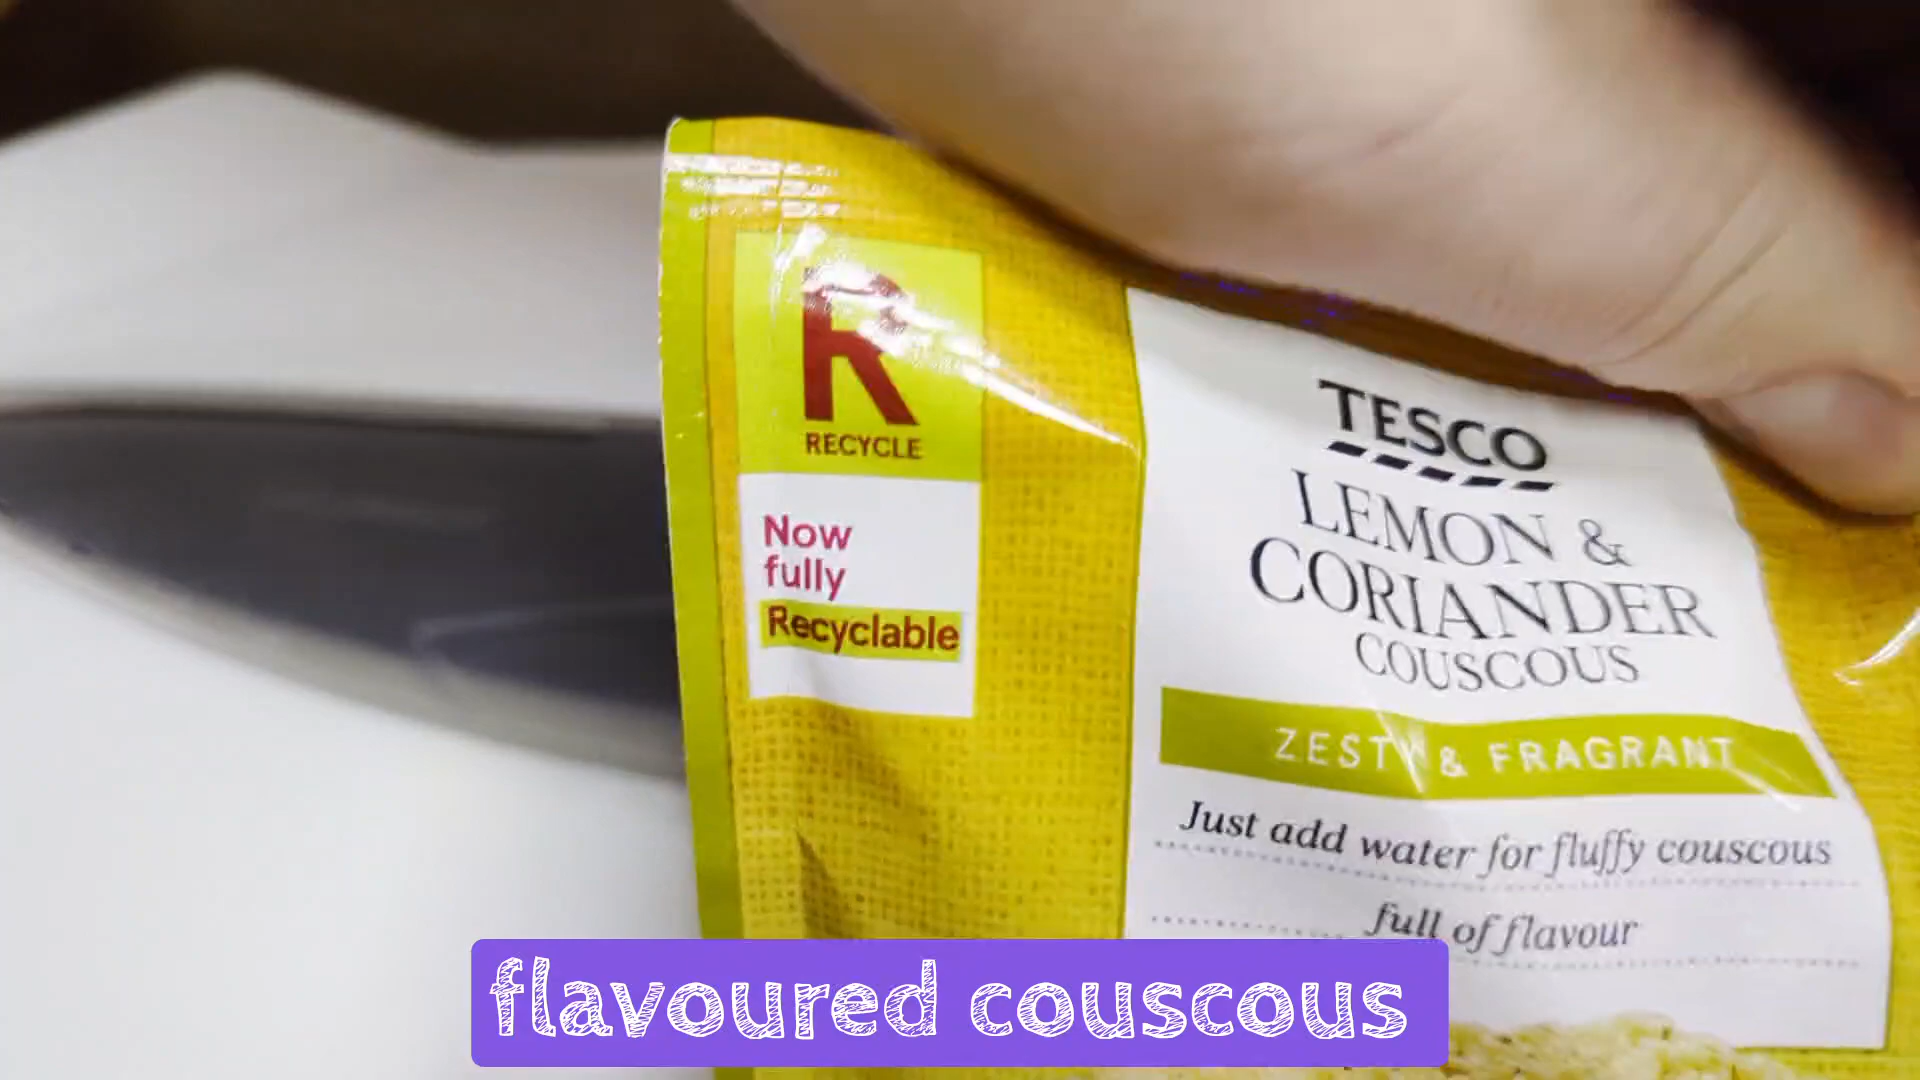 R
RECYCLE
Now
fully
Recyclable
TESCO
LEMON &
CORIANDER
COUSCOUS
ZESTY & FRAGRANT
Just add water for fluffy couscous
full of flavour
flavoured couscous